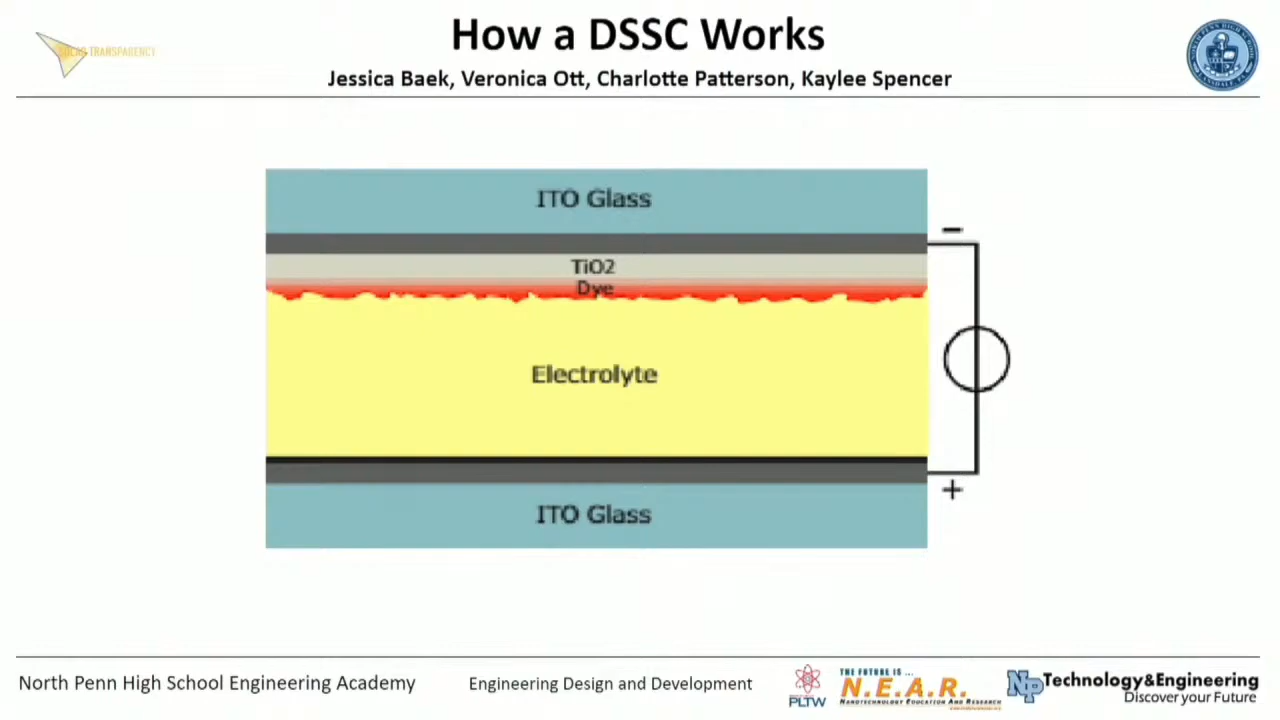 How a DSSC Works
Jessica Baek, Veronica Ott, Charlotte Patterson, Kaylee Spencer
TRANSPARENCY
ITO Glass
−
TiO2
Dye
Electrolyte
+
ITO Glass
North Penn High School Engineering Academy
Engineering Design and Development
PLTW
THE FUTURE IS ...
N.E.A.R.
NANOTECHNOLOGY EDUCATION AND RESEARCH
NP Technology&Engineering
Discover your Future